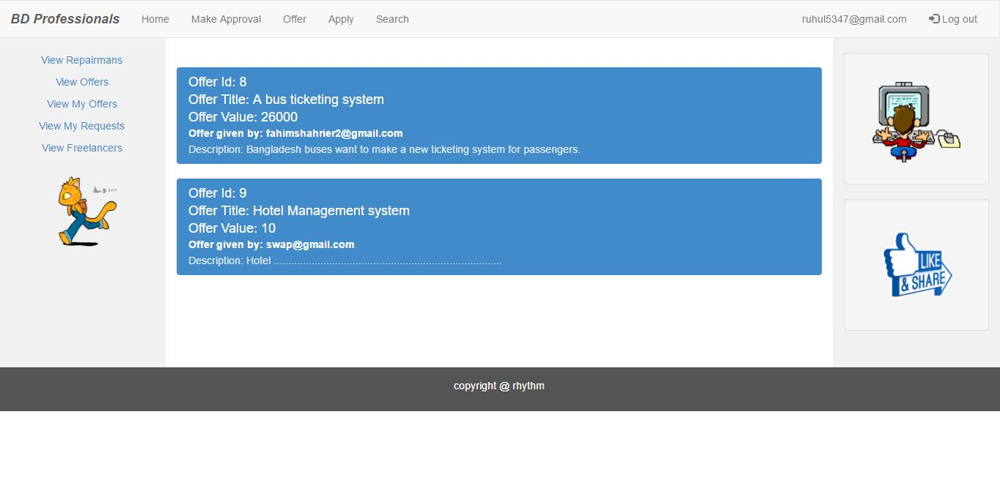 BD Professionals Home Make Approval Offer Apply Search ruhul5347@gmail.com Log out
View Repairmans
View Offers
View My Offers
View My Requests
View Freelancers
Offer Id: 8
Offer Title: A bus ticketing system
Offer Value: 26000
Offer given by: fahimshahrier2@gmail.com
Description: Bangladesh buses want to make a new ticketing system for passengers.
Offer Id: 9
Offer Title: Hotel Management system
Offer Value: 10
Offer given by: swap@gmail.com
Description: Hotel ..............................................................................
LIKE
& SHARE
copyright @ rhythm